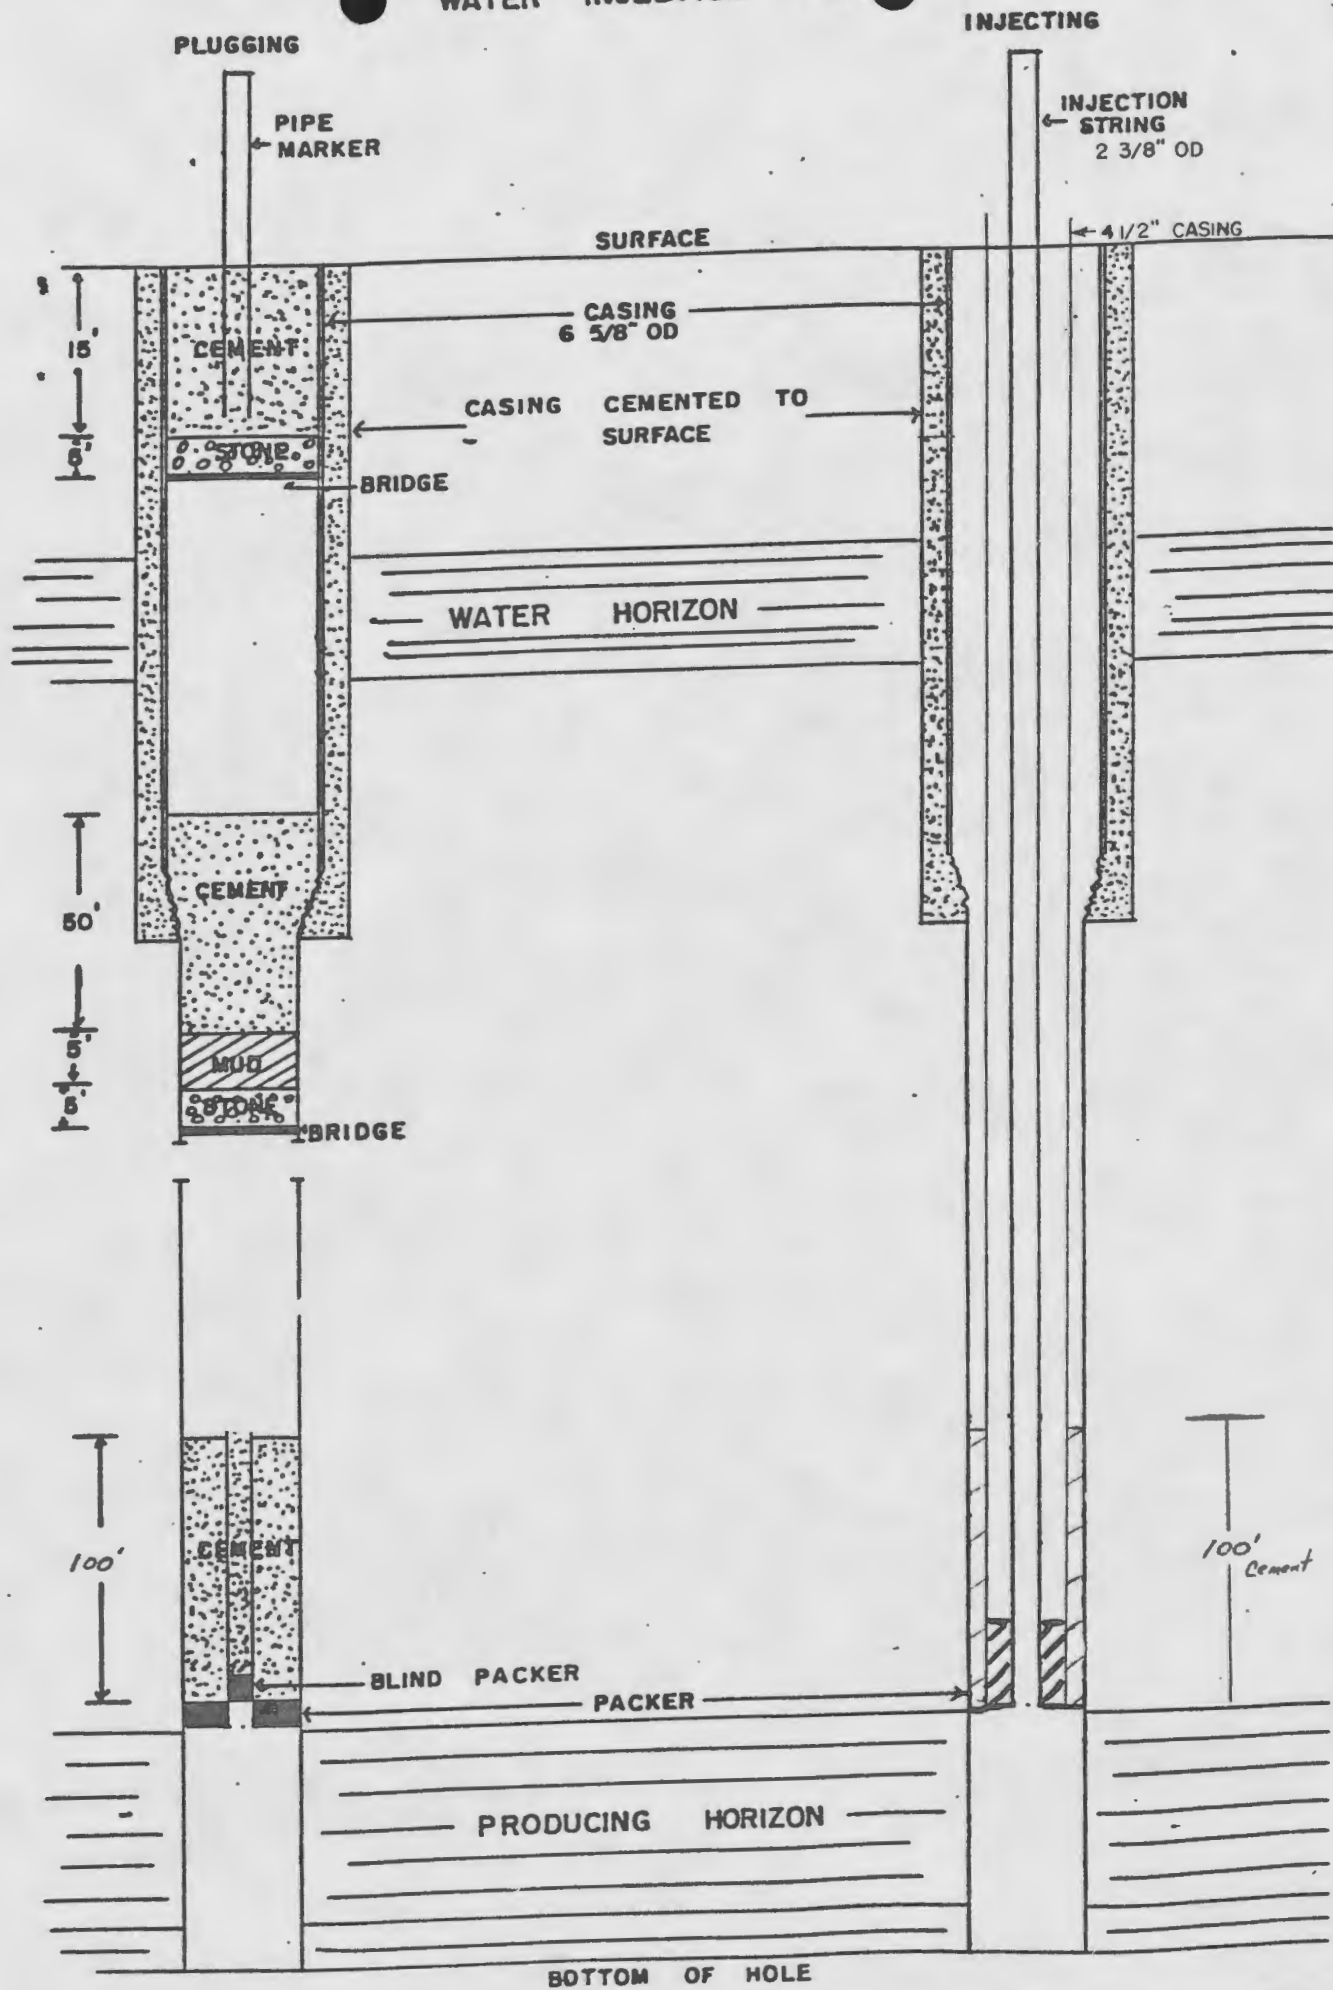 WATER
PLUGGING
INJECTING
PIPE
MARKER
INJECTION
STRING
2 3/8" OD
SURFACE
4 1/2" CASING
15'
CEMENT
CASING
6 5/8" OD
CASING CEMENTED TO
SURFACE
5'
STONE
BRIDGE
WATER HORIZON
50'
CEMENT
5'
MUD
5'
STONE
BRIDGE
100'
CEMENT
100'
Cement
BLIND PACKER
PACKER
PRODUCING HORIZON
BOTTOM OF HOLE